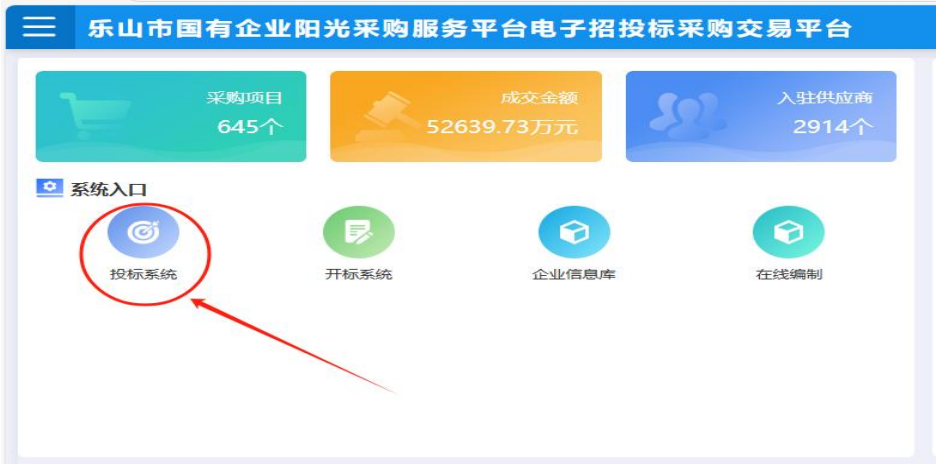 乐山市国有企业阳光采购服务平台电子招投标采购交易平台
采购项目
645个
成交金额
52639.73万元
入驻供应商
2914个
系统入口
投标系统
开标系统
企业信息库
在线编制